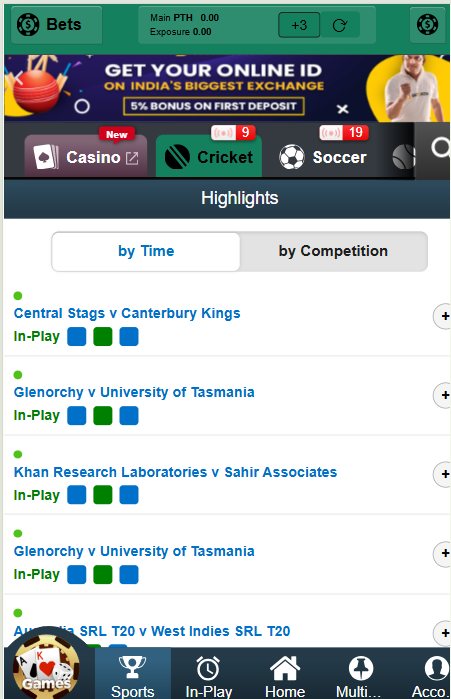 Bets
Main PTH 0.00
Exposure 0.00
+3
GET YOUR ONLINE ID
ON INDIA'S BIGGEST EXCHANGE
5% BONUS ON FIRST DEPOSIT
New
Casino
9
Cricket
19
Soccer
Highlights
by Time
by Competition
Central Stags v Canterbury Kings
In-Play
+
Glenorchy v University of Tasmania
In-Play
+
Khan Research Laboratories v Sahir Associates
In-Play
+
Glenorchy v University of Tasmania
In-Play
+
SRL T20 v West Indies SRL T20
+
A K
Games
Sports
In-Play
Home
Multi...
Acco...